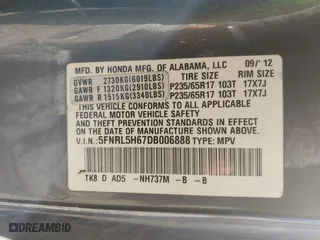 MFD. BY HONDA MFG. OF ALABAMA, LLC 09/'12
GVWR 2730KG(6019LBS) TIRE SIZE RIM SIZE
GAWR F 1320KG(2910LBS) P235/65R17 103T 17X7J
GAWR R 1515KG(3340LBS) P235/65R17 103T 17X7J
THIS VEHICLE CONFORMS TO ALL APPLICABLE
FEDERAL MOTOR VEHICLE SAFETY AND
THEFT PREVENTION STANDARDS IN EFFECT ON
THE DATE OF MANUFACTURE SHOWN ABOVE.
V.I.N.: 5FNRL5H67DB006888 TYPE: MPV
TK8 D AD5 -NH737M -B -B